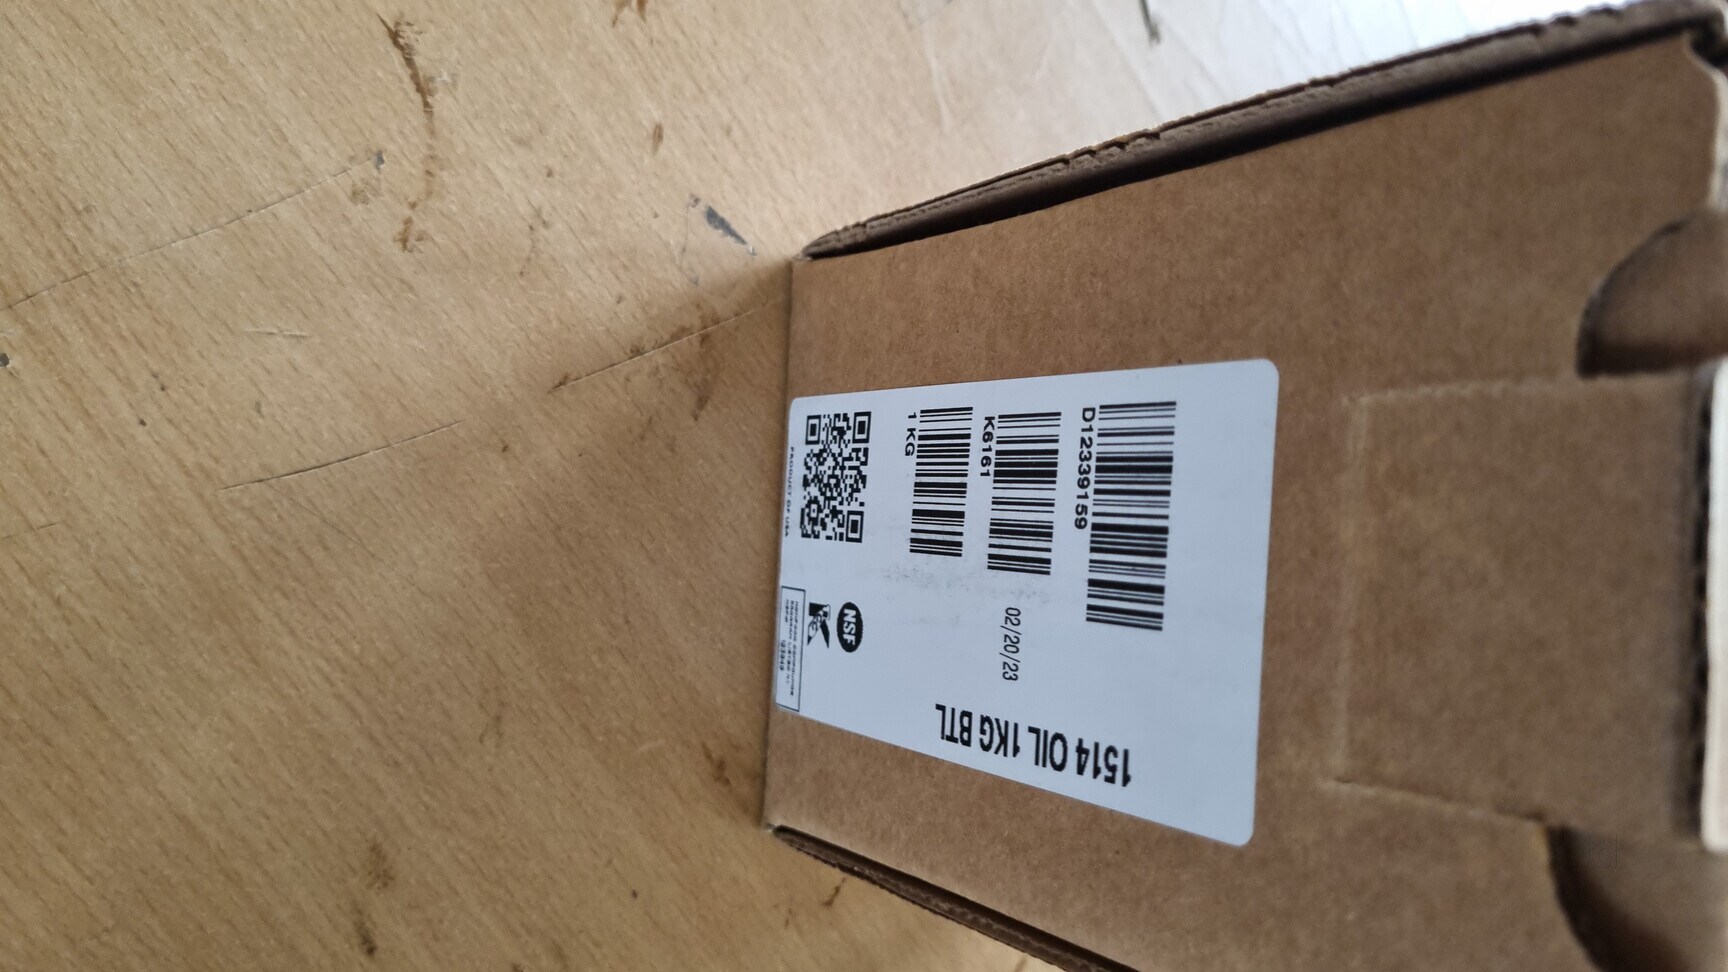 1514 OIL 1KG BTL
D12339159
K6161
02/20/23
1 KG
NSF
PRODUCT OF USA